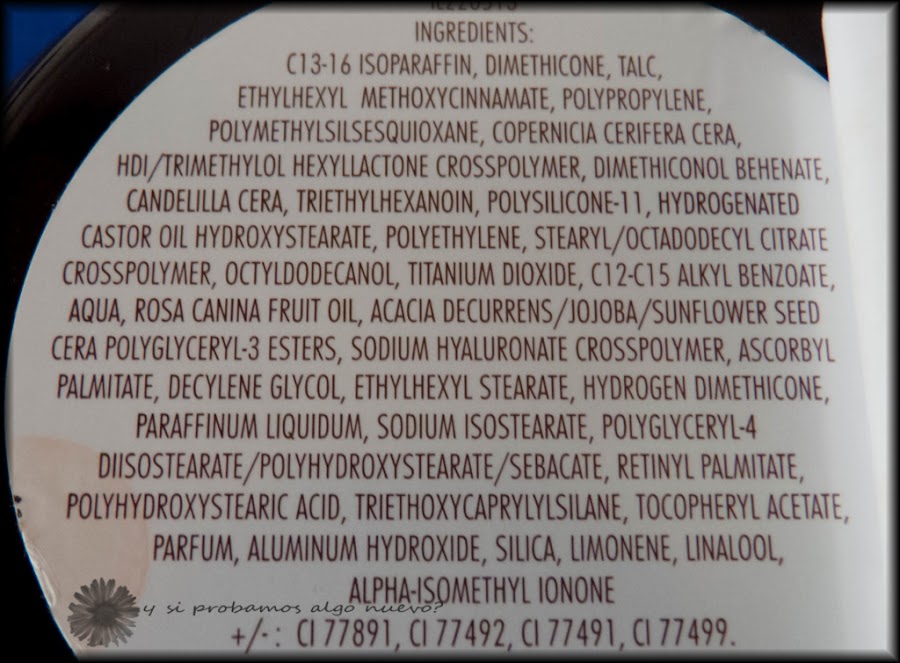 INGREDIENTS:
C13-16 ISOPARAFFIN, DIMETHICONE, TALC,
ETHYLHEXYL METHOXYCINNAMATE, POLYPROPYLENE,
POLYMETHYLSILSESQUIOXANE, COPERNICIA CERIFERA CERA,
HDI/TRIMETHYLOL HEXYLLACTONE CROSSPOLYMER, DIMETHICONOL BEHENATE,
CANDELILLA CERA, TRIETHYLHEXANOIN, POLYSILICONE-11, HYDROGENATED
CASTOR OIL HYDROXYSTEARATE, POLYETHYLENE, STEARYL/OCTADODECYL CITRATE
CROSSPOLYMER, OCTYLDODECANOL, TITANIUM DIOXIDE, C12-C15 ALKYL BENZOATE,
AQUA, ROSA CANINA FRUIT OIL, ACACIA DECURRENS/JOJOBA/SUNFLOWER SEED
CERA POLYGLYCERYL-3 ESTERS, SODIUM HYALURONATE CROSSPOLYMER, ASCORBYL
PALMITATE, DECYLENE GLYCOL, ETHYLHEXYL STEARATE, HYDROGEN DIMETHICONE,
PARAFFINUM LIQUIDUM, SODIUM ISOSTEARATE, POLYGLYCERYL-4
DIISOSTEARATE/POLYHYDROXYSTEARATE/SEBACATE, RETINYL PALMITATE,
POLYHYDROXYSTEARIC ACID, TRIETHOXYCAPRYLYLSILANE, TOCOPHERYL ACETATE,
PARFUM, ALUMINUM HYDROXIDE, SILICA, LIMONENE, LINALOOL,
ALPHA-ISOMETHYL IONONE
y si probamos algo nuevo?
+/-: CI 77891, CI 77492, CI 77491, CI 77499.